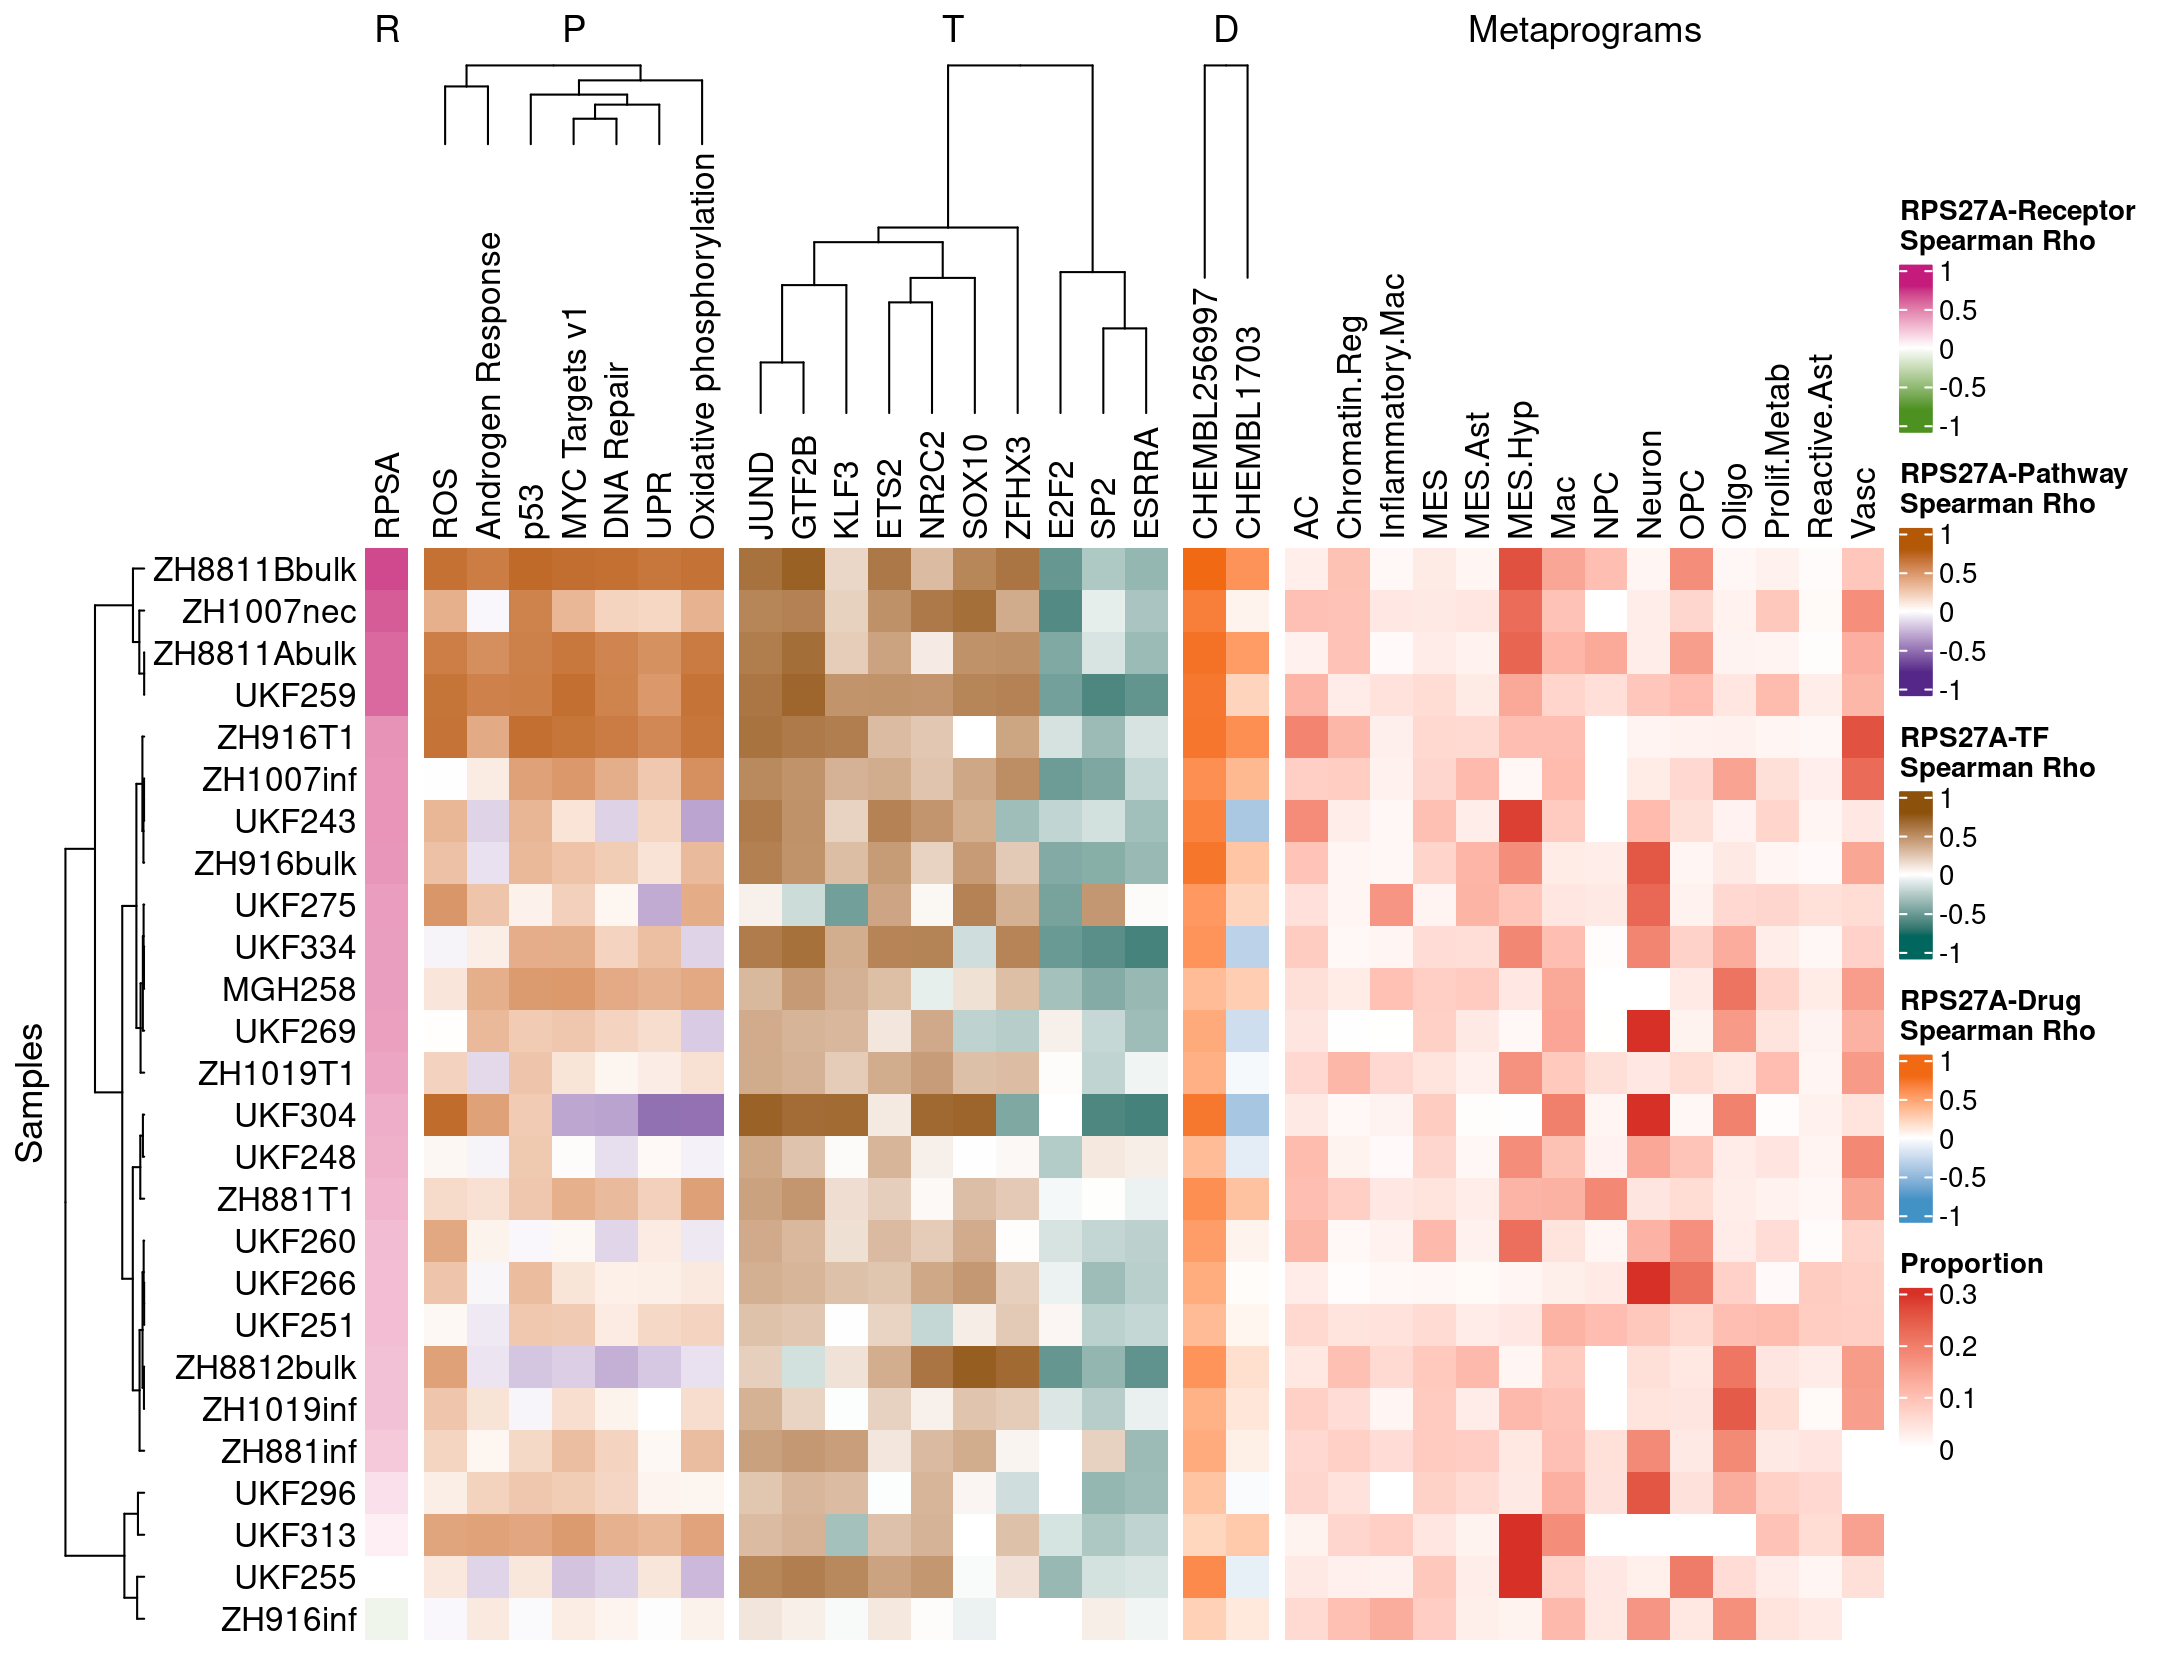 R
P
T
D
Metaprograms
RPSA
ROS
Androgen Response
p53
MYC Targets v1
DNA Repair
UPR
Oxidative phosphorylation
JUND
GTF2B
KLF3
ETS2
NR2C2
SOX10
ZFHX3
E2F2
SP2
ESRRA
CHEMBL256997
CHEMBL1703
AC
Chromatin.Reg
Inflammatory.Mac
MES
MES.Ast
MES.Hyp
Mac
NPC
Neuron
OPC
Oligo
Prolif.Metab
Reactive.Ast
Vasc
Samples
ZH8811Bbulk
ZH1007nec
ZH8811Abulk
UKF259
ZH916T1
ZH1007inf
UKF243
ZH916bulk
UKF275
UKF334
MGH258
UKF269
ZH1019T1
UKF304
UKF248
ZH881T1
UKF260
UKF266
UKF251
ZH8812bulk
ZH1019inf
ZH881inf
UKF296
UKF313
UKF255
ZH916inf
RPS27A-Receptor
Spearman Rho
1
0.5
0
-0.5
-1
RPS27A-Pathway
Spearman Rho
1
0.5
0
-0.5
-1
RPS27A-TF
Spearman Rho
1
0.5
0
-0.5
-1
RPS27A-Drug
Spearman Rho
1
0.5
0
-0.5
-1
Proportion
0.3
0.2
0.1
0